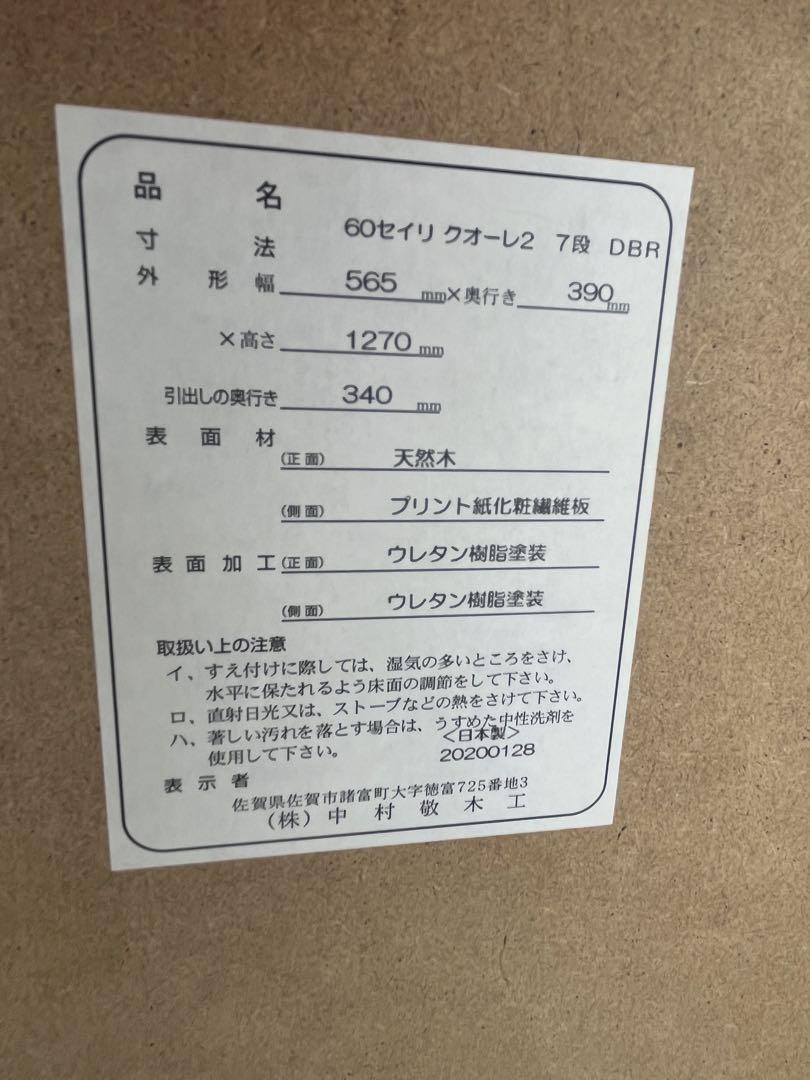 品名 60セイリ クオーレ2 7段 DBR
寸法
外形幅 565 mm×奥行き 390 mm
×高さ 1270 mm
引出しの奥行き 340 mm
表面材 (正面) 天然木
(側面) プリント紙化粧繊維板
表面加工 (正面) ウレタン樹脂塗装
(側面) ウレタン樹脂塗装
取扱い上の注意
イ、すえ付けに際しては、湿気の多いところをさけ、
水平に保たれるよう床面の調節をして下さい。
ロ、直射日光又は、ストーブなどの熱をさけて下さい。
ハ、著しい汚れを落とす場合は、うすめた中性洗剤を
使用して下さい。
<日本製>
20200128
表示者
佐賀県佐賀市諸富町大字徳富725番地3
(株)中村敬木工